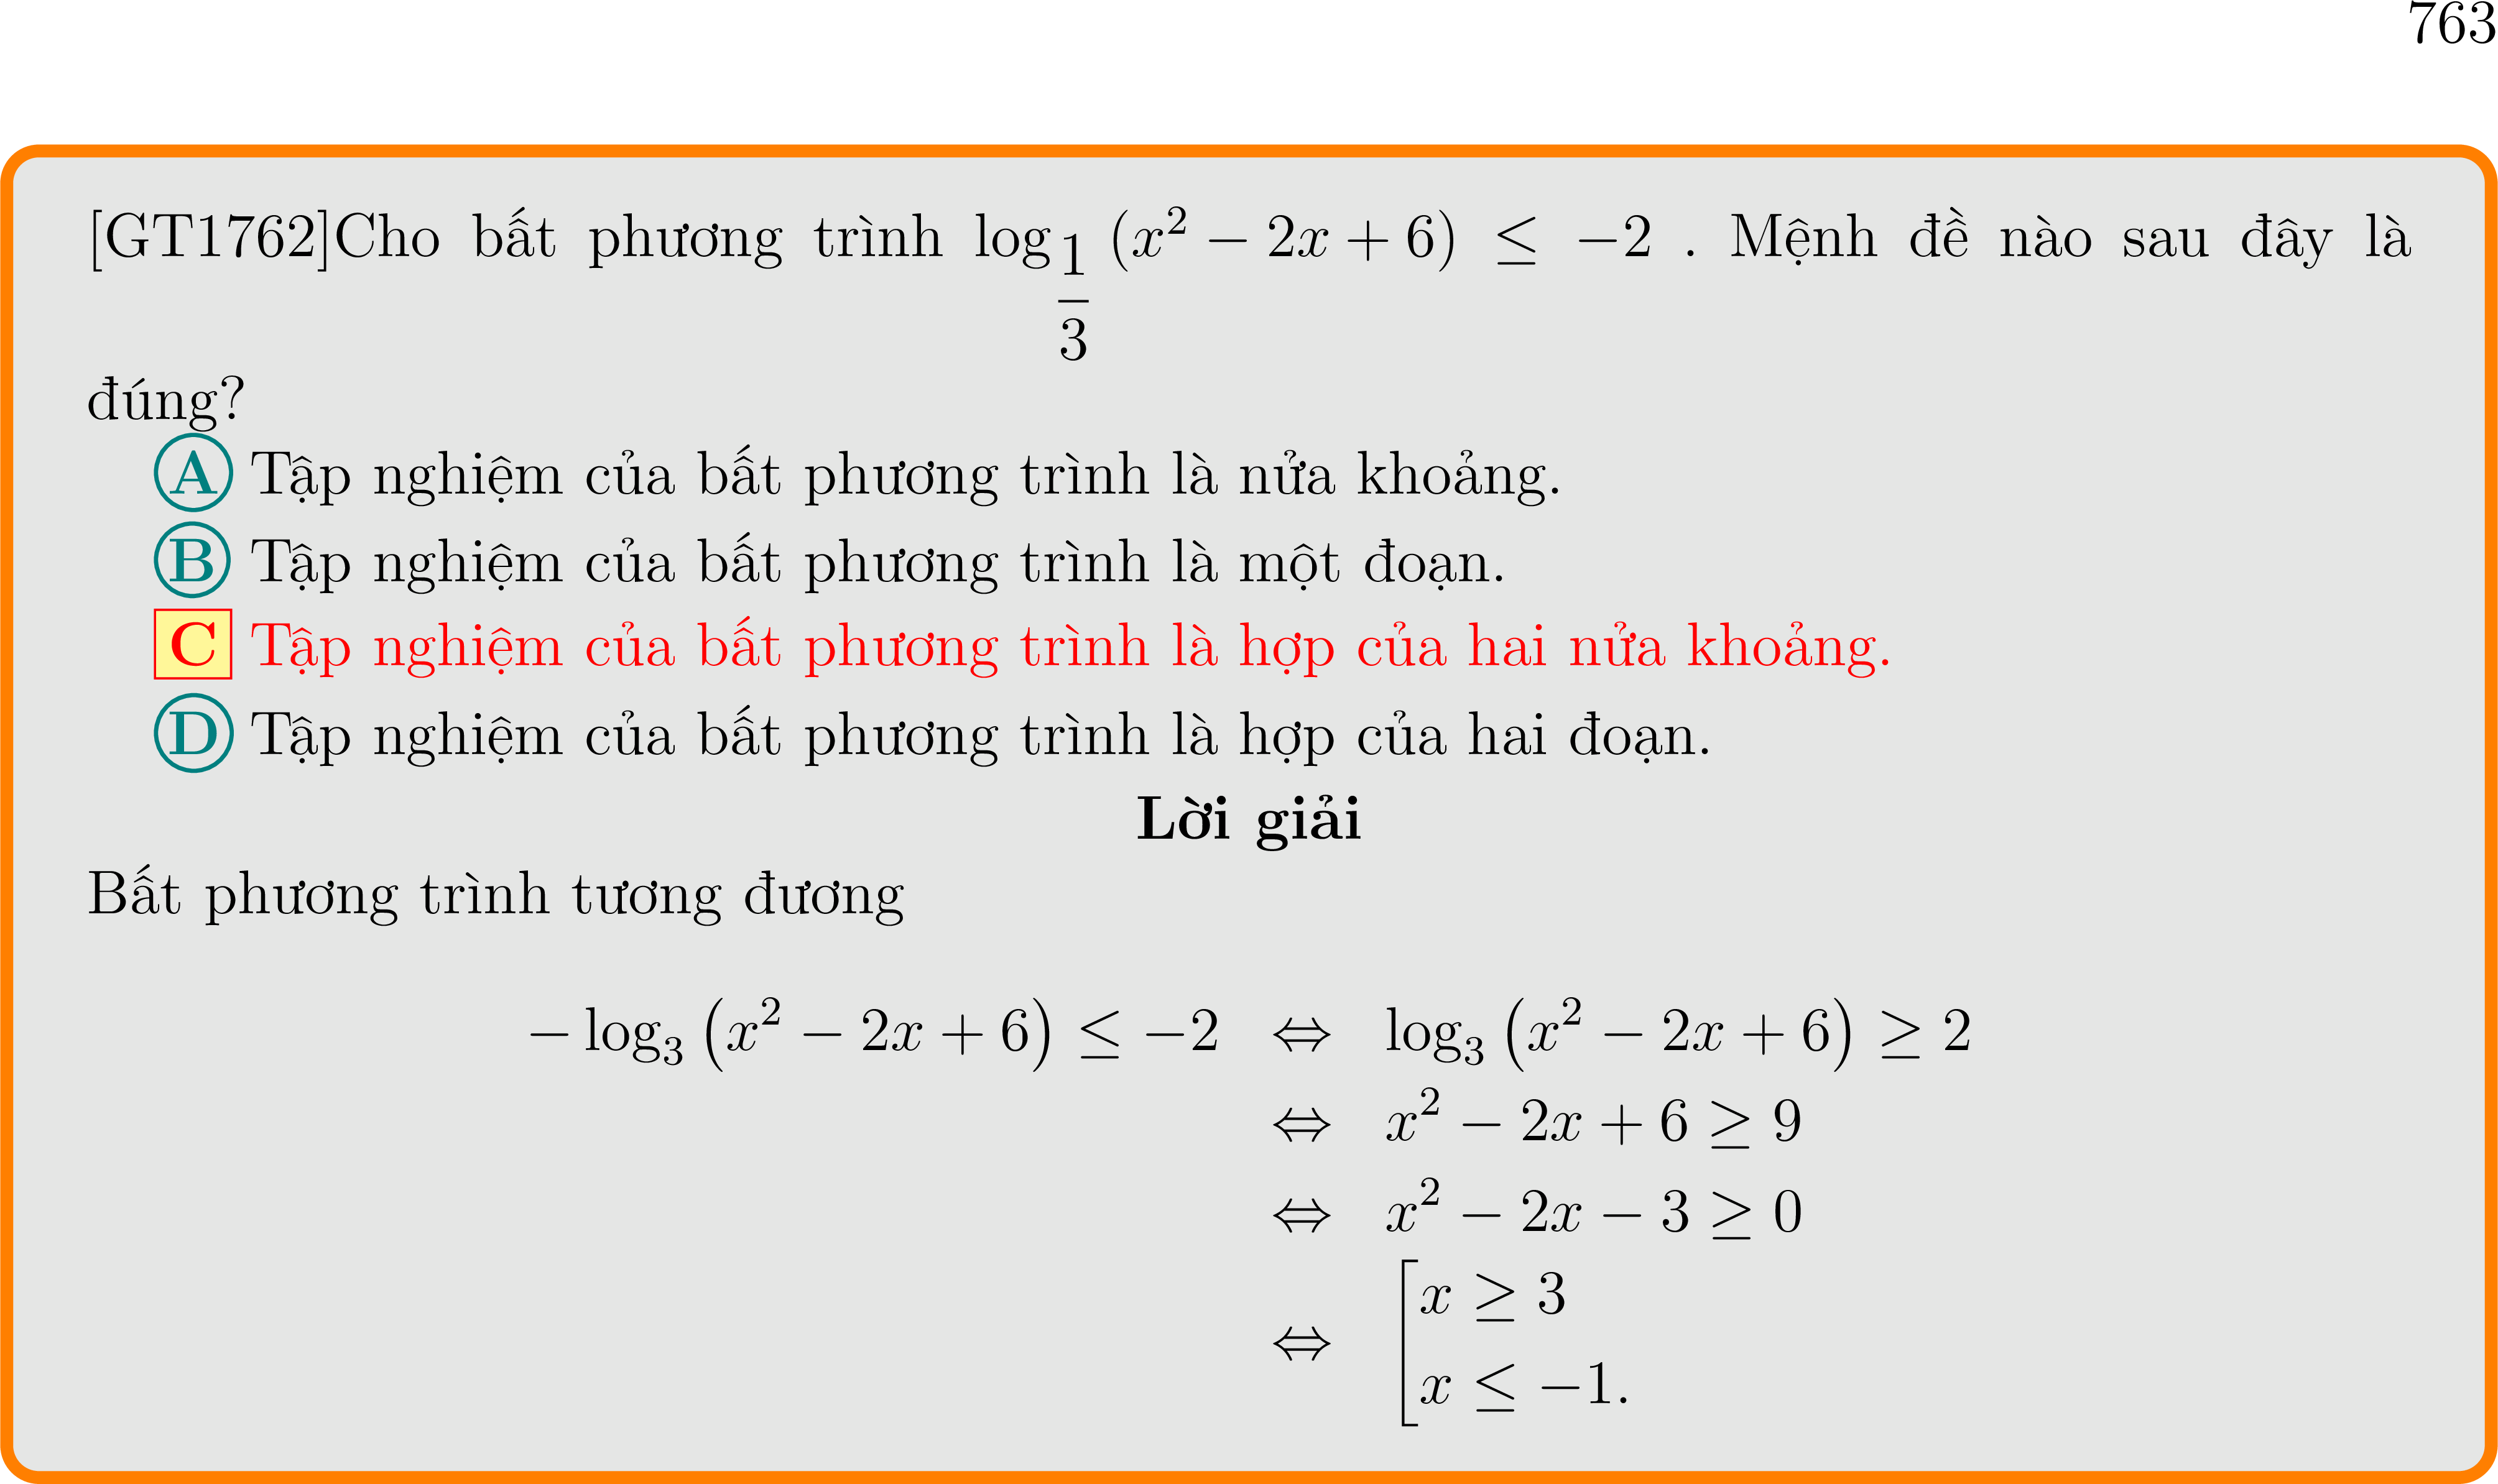 763
[GT1762]Cho bất phương trình $\log_{\dfrac{1}{3}} (x^2 - 2x + 6) \leq -2$ . Mệnh đề nào sau đây là
đúng?
A Tập nghiệm của bất phương trình là nửa khoảng.
B Tập nghiệm của bất phương trình là một đoạn.
C Tập nghiệm của bất phương trình là hợp của hai nửa khoảng.
D Tập nghiệm của bất phương trình là hợp của hai đoạn.
Lời giải
Bất phương trình tương đương
$-\log_3 \left(x^2 - 2x + 6\right) \leq -2 \Leftrightarrow \log_3 \left(x^2 - 2x + 6\right) \geq 2$
$\Leftrightarrow x^2 - 2x + 6 \geq 9$
$\Leftrightarrow x^2 - 2x - 3 \geq 0$
$\Leftrightarrow \left[\begin{array}{l} x \geq 3 \\ x \leq -1. \end{array}\right.$